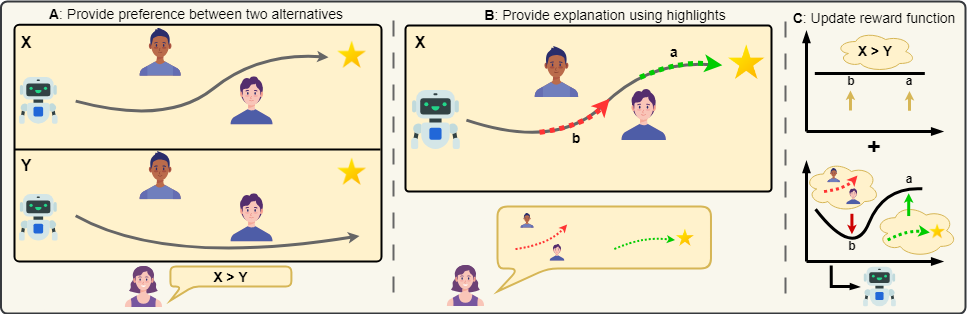 A: Provide preference between two alternatives
X
Y
X > Y
B: Provide explanation using highlights
X
a
b
C: Update reward function
X > Y
b a
+
a
b